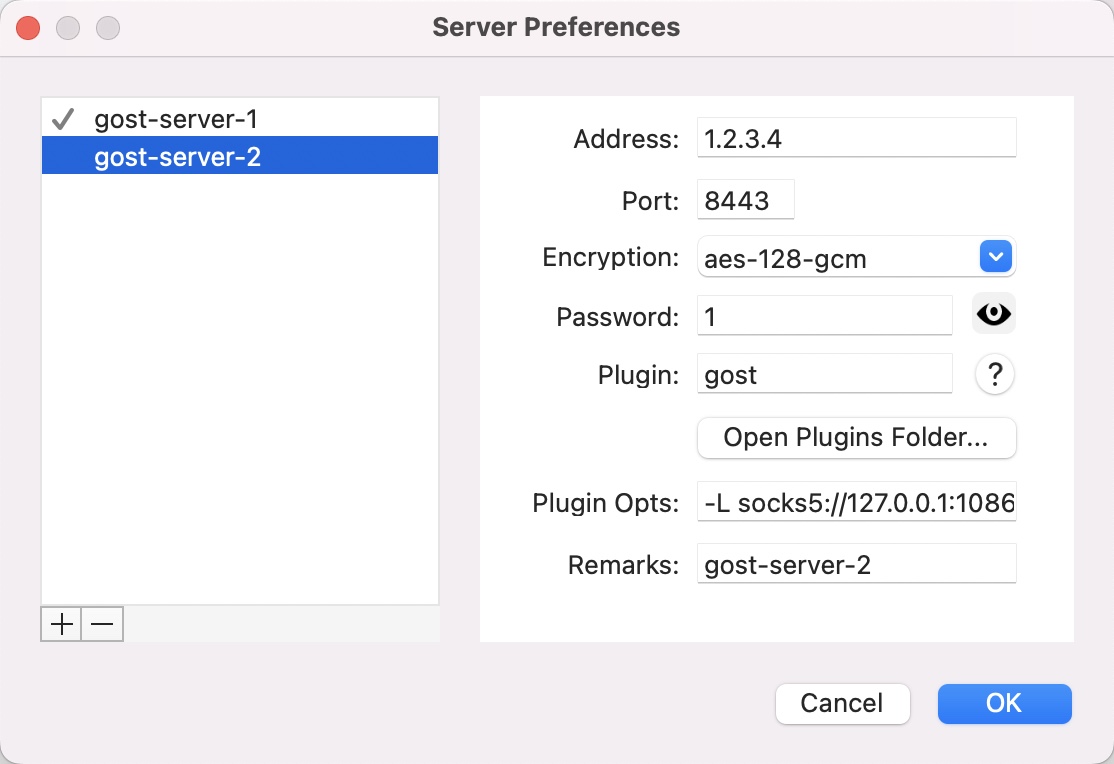 Server Preferences
gost-server-1
gost-server-2
Address: 1.2.3.4
Port: 8443
Encryption: aes-128-gcm
Password: 1
Plugin: gost ?
Open Plugins Folder...
Plugin Opts: -L socks5://127.0.0.1:1086
Remarks: gost-server-2
Cancel OK